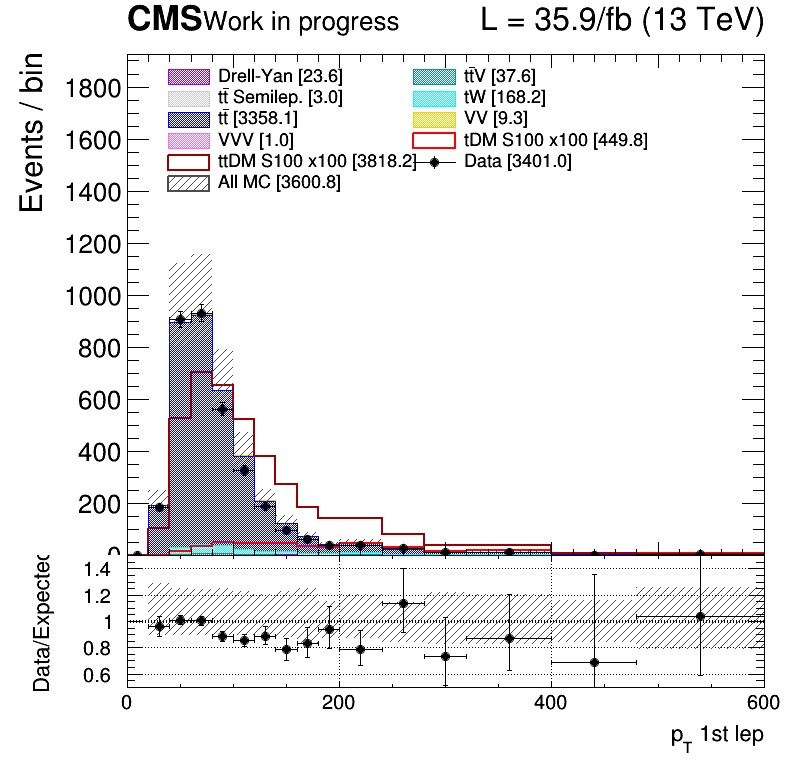 CMS Work in progress L = 35.9/fb (13 TeV)
Events / bin
Drell-Yan [23.6] tt̄V [37.6]
tt̄ Semilep. [3.0] tW [168.2]
tt̄ [3358.1] VV [9.3]
VVV [1.0] tDM S100 x100 [449.8]
ttDM S100 x100 [3818.2] Data [3401.0]
All MC [3600.8]
1800
1600
1400
1200
1000
800
600
400
200
0
Data/Expected
1.4
1.2
1
0.8
0.6
0 200 400 600
p_T 1st lep